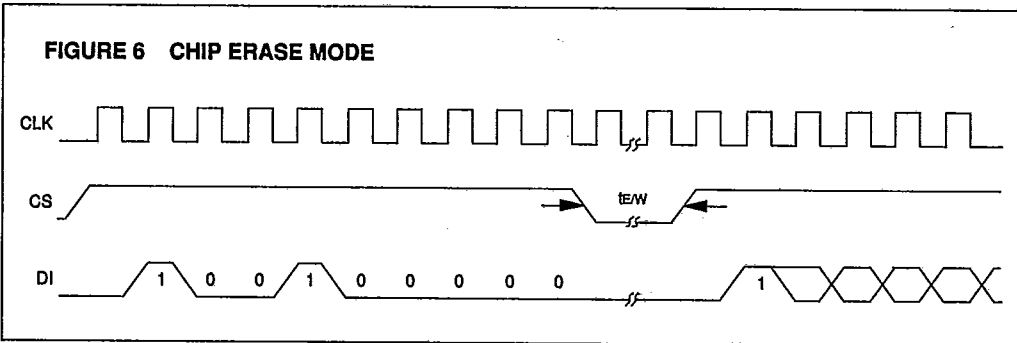 FIGURE 6 CHIP ERASE MODE
CLK
CS
tE/W
DI
1 0 0 1 0 0 0 0 0 1